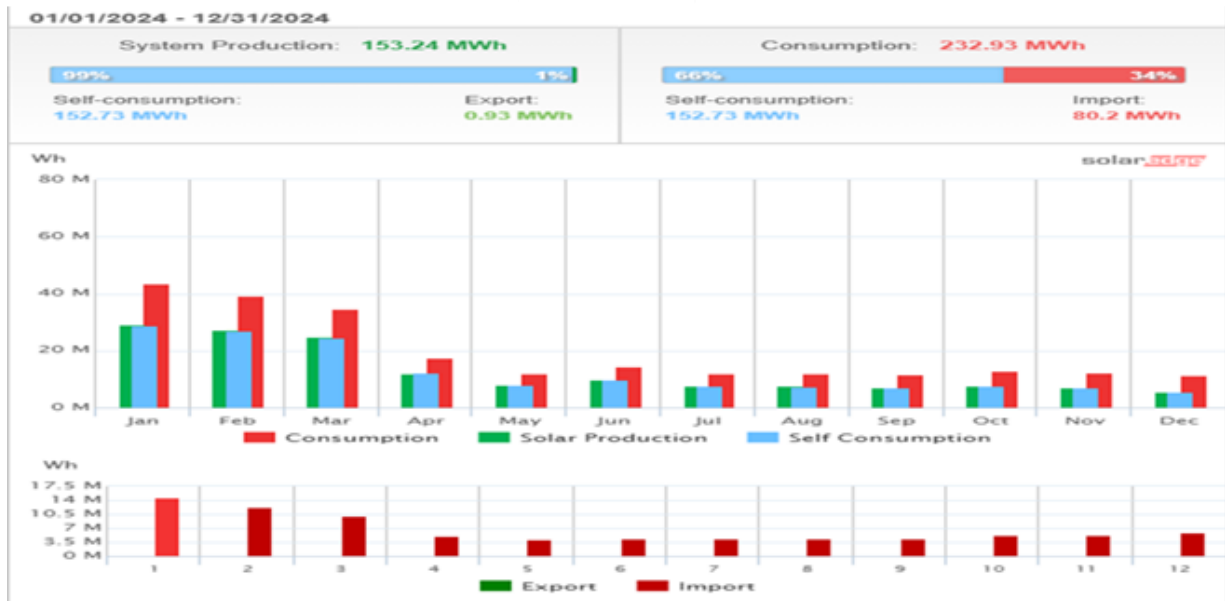 01/01/2024 - 12/31/2024
System Production: 153.24 MWh
99% 1%
Self-consumption: Export:
152.73 MWh 0.93 MWh
Consumption: 232.93 MWh
66% 34%
Self-consumption: Import:
152.73 MWh 80.2 MWh
Wh
solaredge
80 M
60 M
40 M
20 M
0 M
Jan Feb Mar Apr May Jun Jul Aug Sep Oct Nov Dec
Consumption Solar Production Self Consumption
Wh
17.5 M
14 M
10.5 M
7 M
3.5 M
0 M
1 2 3 4 5 6 7 8 9 10 11 12
Export Import